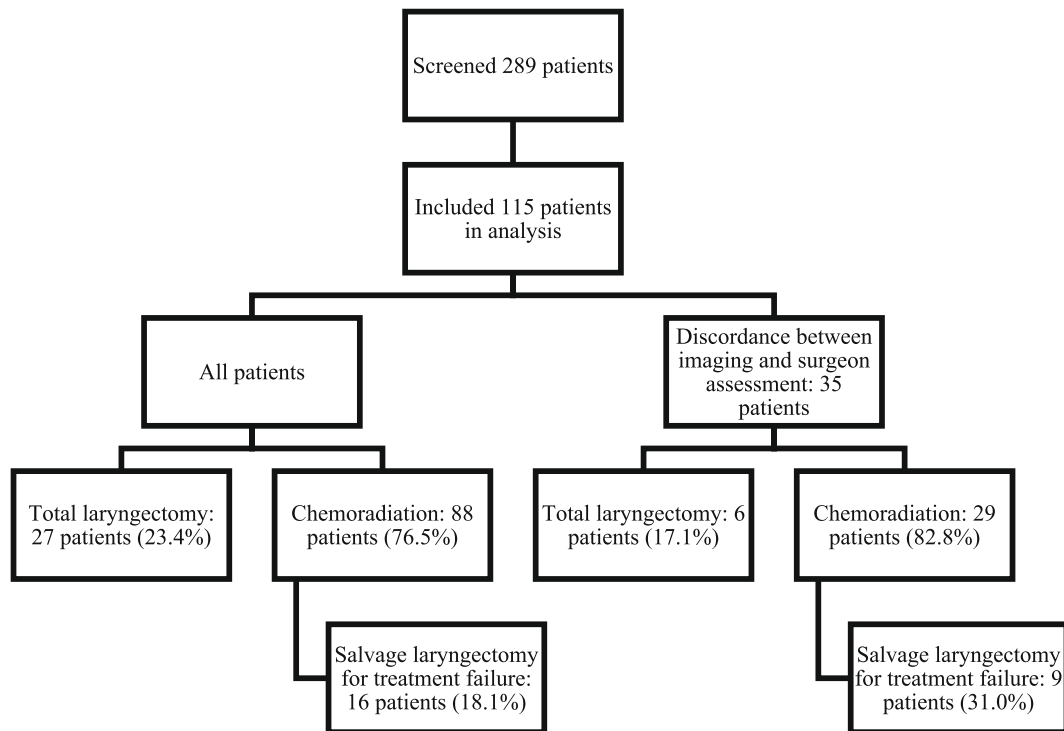 Screened 289 patients
Included 115 patients
in analysis
All patients
Discordance between
imaging and surgeon
assessment: 35
patients
Total laryngectomy:
27 patients (23.4%)
Chemoradiation: 88
patients (76.5%)
Total laryngectomy: 6
patients (17.1%)
Chemoradiation: 29
patients (82.8%)
Salvage laryngectomy
for treatment failure:
16 patients (18.1%)
Salvage laryngectomy
for treatment failure: 9
patients (31.0%)